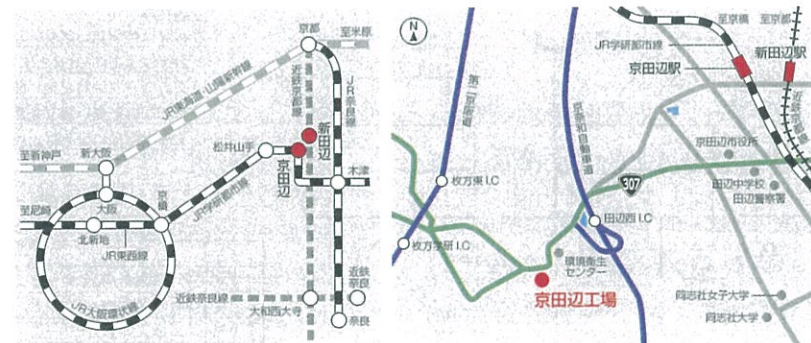 京都
至米原
JR東海道・山陽新幹線
近鉄京都線
JR奈良線
新田辺
松井山手
京田辺
至新神戸
新大阪
木津
京橋
JR学研都市線
大阪
至尼崎
北新地
JR東西線
近鉄奈良
近鉄奈良線
大和西大寺
JR大阪環状線
奈良
N
至京橋
至京都
JR学研都市線
新田辺駅
京田辺駅
第二京阪道
京奈和自動車道
近鉄京都線
京田辺市役所
枚方東I.C
307
田辺中学校
田辺警察署
田辺西I.C
枚方学研I.C
環境衛生
センター
京田辺工場
同志社女子大学
同志社大学